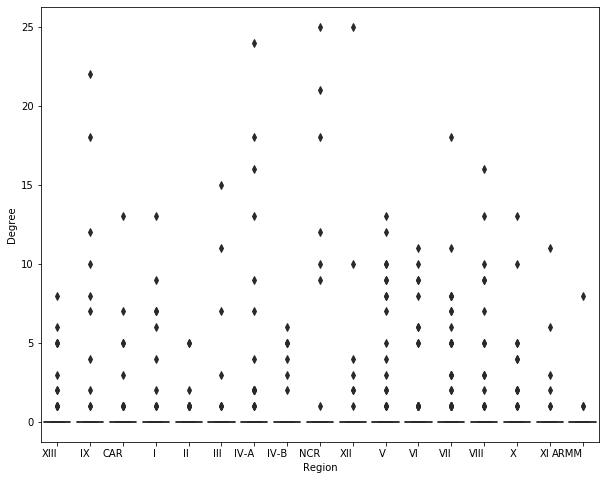 25
20
15
10
5
0
Degree
XIII IX CAR I II III IV-A IV-B NCR XII V VI VII VIII X XI ARMM
Region